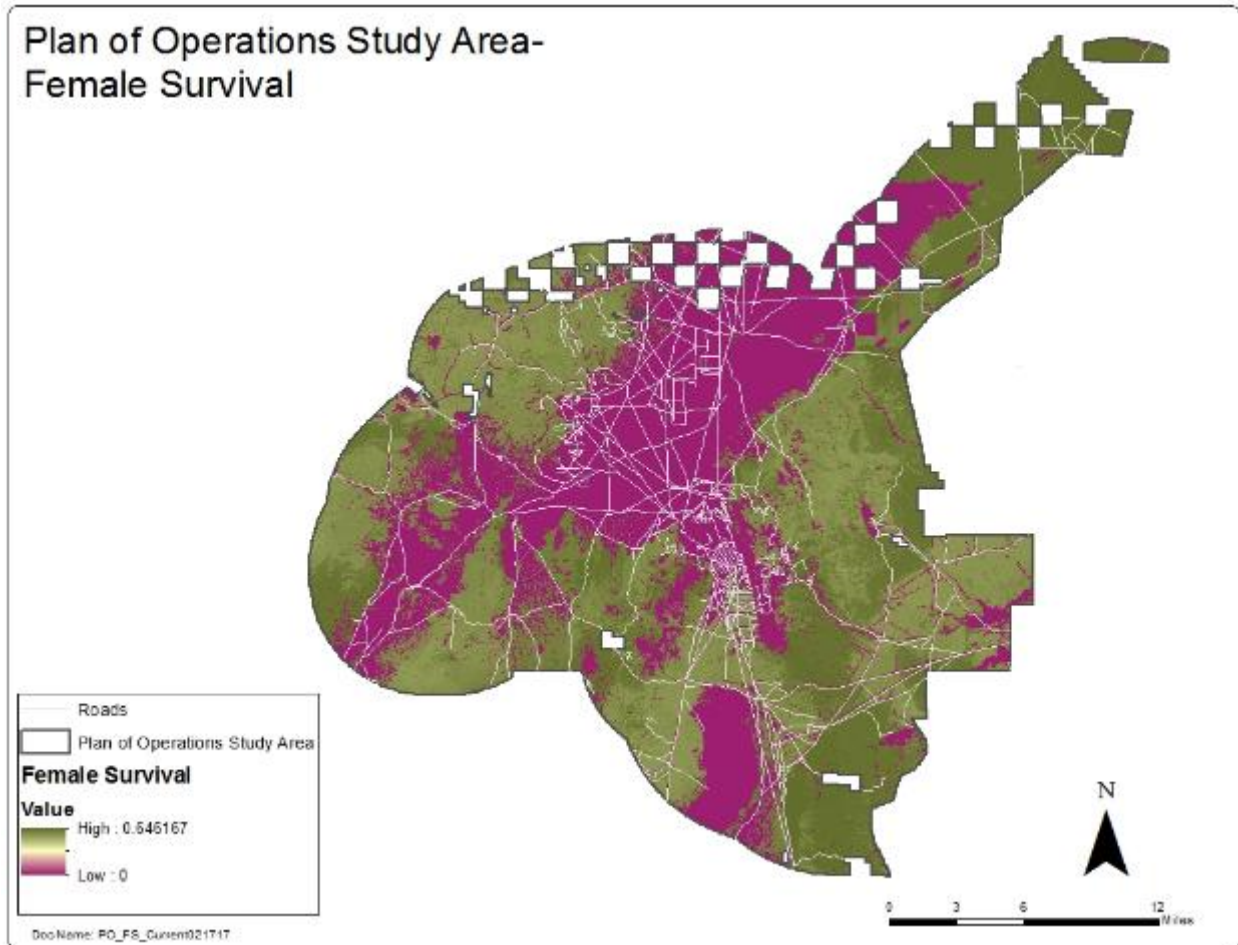 Plan of Operations Study Area-
Female Survival
Roads
Plan of Operations Study Area
Female Survival
Value
High : 0.646167
Low : 0
N
0 3 6 12
Miles
Doc Name: PO_FS_Current021717